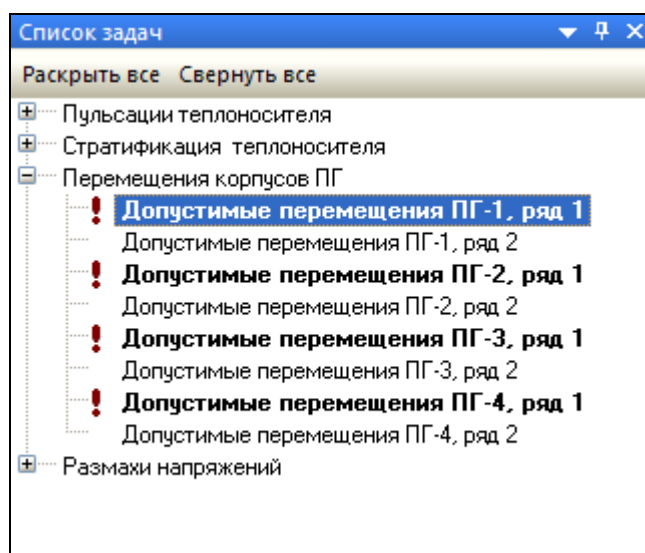 Список задач
Раскрыть все Свернуть все
Пульсации теплоносителя
Стратификация теплоносителя
Перемещения корпусов ПГ
Допустимые перемещения ПГ-1, ряд 1
Допустимые перемещения ПГ-1, ряд 2
Допустимые перемещения ПГ-2, ряд 1
Допустимые перемещения ПГ-2, ряд 2
Допустимые перемещения ПГ-3, ряд 1
Допустимые перемещения ПГ-3, ряд 2
Допустимые перемещения ПГ-4, ряд 1
Допустимые перемещения ПГ-4, ряд 2
Размахи напряжений